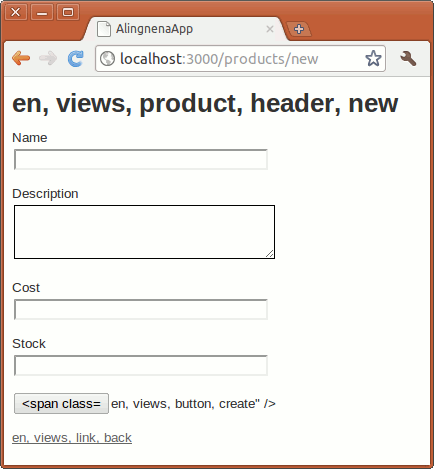 AlingnenaApp
localhost:3000/products/new
en, views, product, header, new
Name
Description
Cost
Stock
<span class= en, views, button, create" />
en, views, link, back